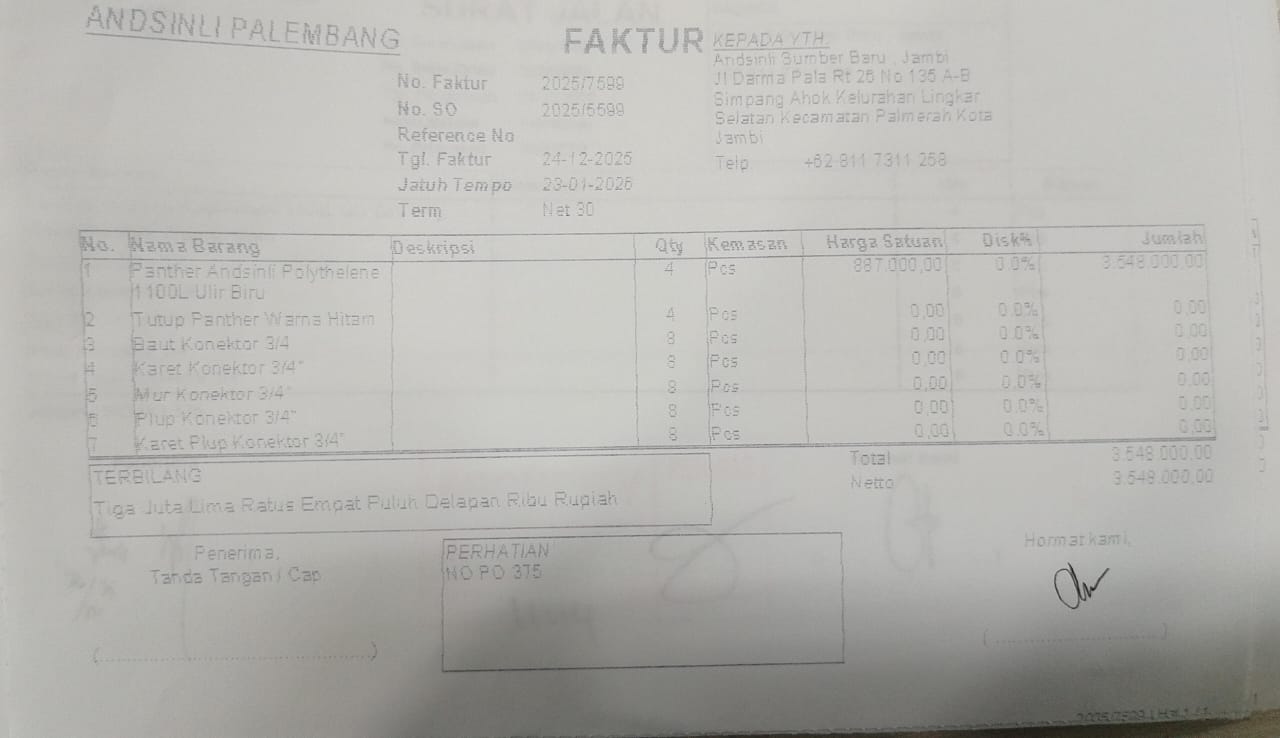 ANDSINLI PALEMBANG
FAKTUR
KEPADA YTH.
Andsinli Sumber Baru , Jambi
Jl Darma Pala Rt 26 No 135 A-B
Simpang Ahok Kelurahan Lingkar
Selatan Kecamatan Palmerah Kota
Jambi
Telp. +62 811 7311 258
No. Faktur 2025/7599
No. SO 2025/5599
Reference No
Tgl. Faktur 24-12-2025
Jatuh Tempo 23-01-2026
Term Net 30
No. Nama Barang Deskripsi Qty Kemasan Harga Satuan Disk% Jumlah
1 Panther Andsinli Polythelene 4 Pcs 887.000,00 0.0% 3.548.000,00
1100L Ulir Biru
2 Tutup Panther Warna Hitam 4 Pcs 0,00 0.0% 0,00
3 Baut Konektor 3/4 8 Pcs 0,00 0.0% 0,00
4 Karet Konektor 3/4" 8 Pcs 0,00 0.0% 0,00
5 Mur Konektor 3/4" 8 Pcs 0,00 0.0% 0,00
6 Plup Konektor 3/4" 8 Pcs 0,00 0.0% 0,00
7 Karet Plup Konektor 3/4" 8 Pcs 0,00 0.0% 0,00
Total 3.548.000,00
Netto 3.548.000,00
TERBILANG
Tiga Juta Lima Ratus Empat Puluh Delapan Ribu Rupiah
Penerima,
Tanda Tangan / Cap
PERHATIAN
NO PO 375
Hormat kami,